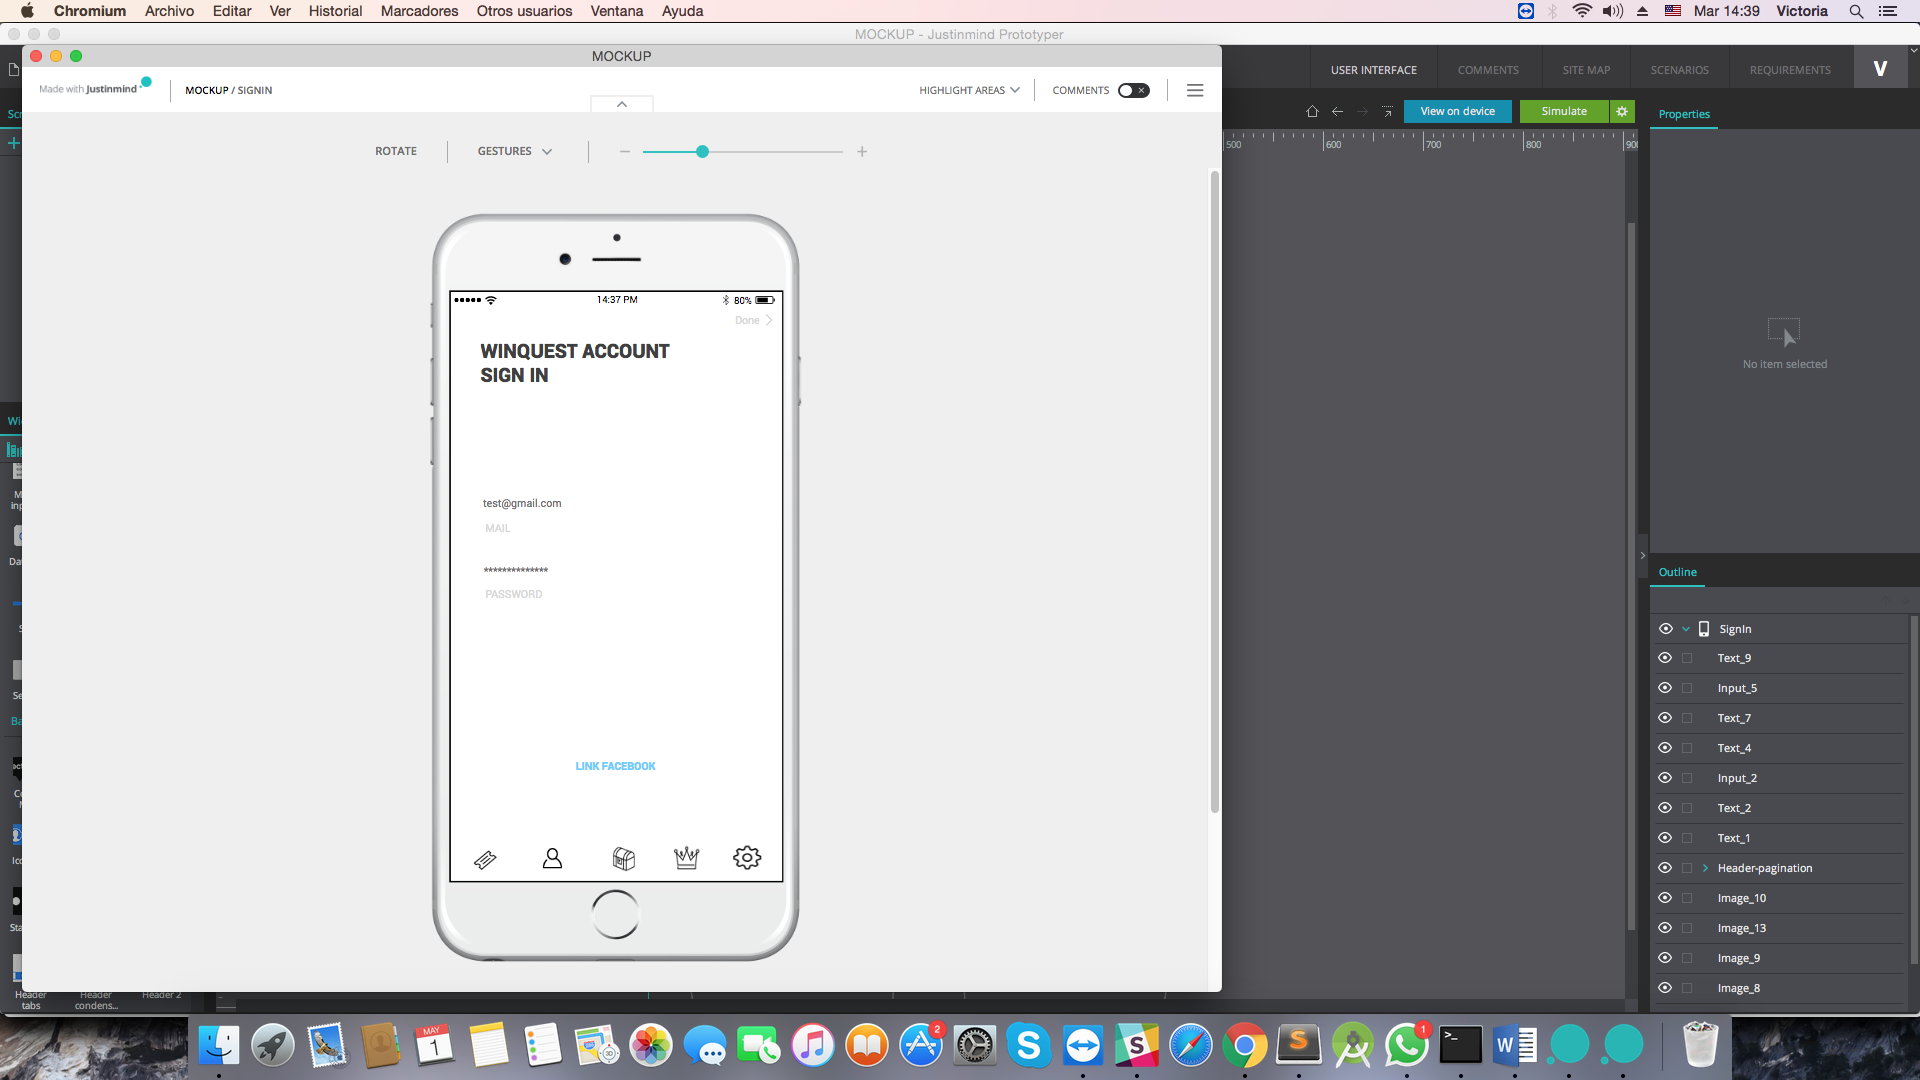 Chromium Archivo Editar Ver Historial Marcadores Otros usuarios Ventana Ayuda Mar 14:39 Victoria
MOCKUP - Justinmind Prototyper
MOCKUP
USER INTERFACE COMMENTS SITE MAP SCENARIOS REQUIREMENTS V
Made with Justinmind
MOCKUP / SIGNIN
HIGHLIGHT AREAS
COMMENTS
View on device
Simulate
Properties
500 600 700 800
ROTATE
GESTURES
14:37 PM
80%
Done
WINQUEST ACCOUNT
SIGN IN
test@gmail.com
MAIL
**************
PASSWORD
LINK FACEBOOK
No item selected
Outline
SignIn
Text_9
Input_5
Text_7
Text_4
Input_2
Text_2
Text_1
Header-pagination
Image_10
Image_13
Image_9
Image_8
Header
tabs
Header
condens...
Header 2
MAY
1
3D
2
1